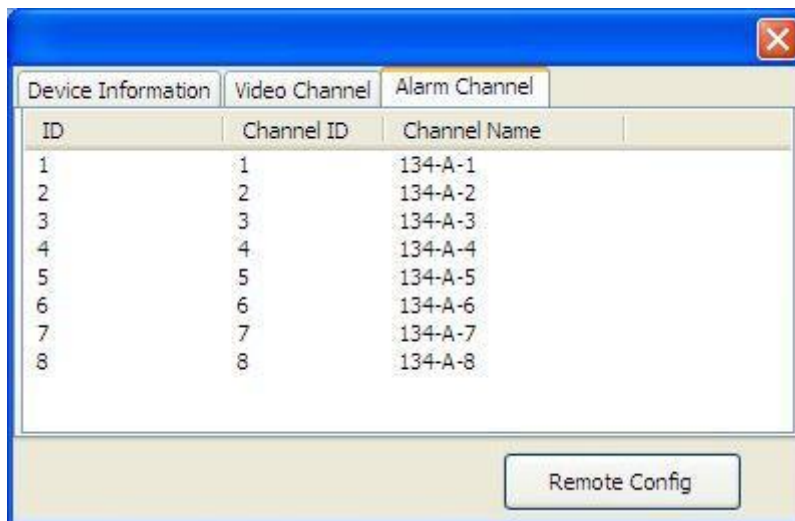 Device Information Video Channel Alarm Channel
ID Channel ID Channel Name
1 1 134-A-1
2 2 134-A-2
3 3 134-A-3
4 4 134-A-4
5 5 134-A-5
6 6 134-A-6
7 7 134-A-7
8 8 134-A-8
Remote Config